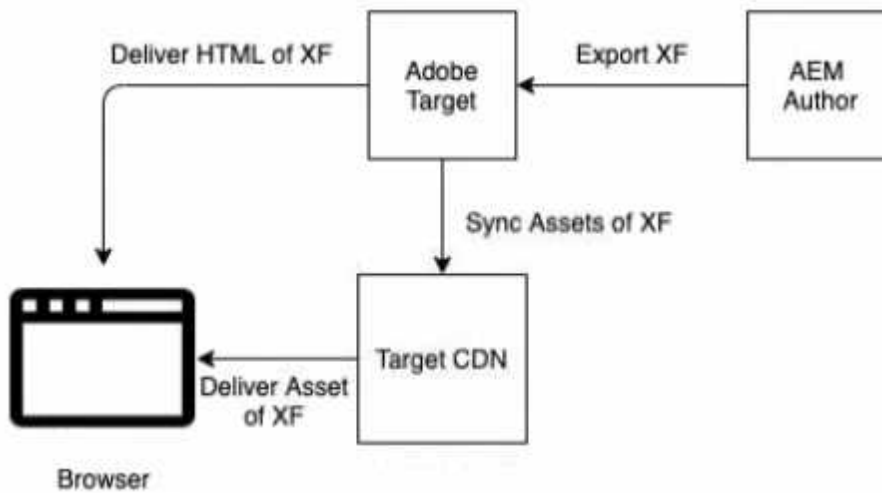 Deliver HTML of XF
Adobe
Target
Export XF
AEM
Author
Sync Assets of XF
Target CDN
Deliver Asset
of XF
Browser